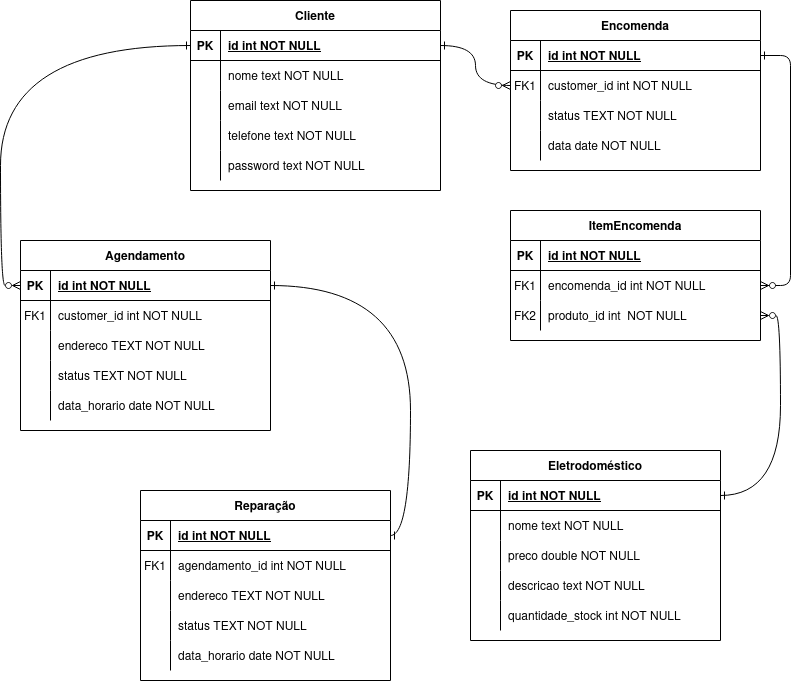 Cliente
PK id int NOT NULL
nome text NOT NULL
email text NOT NULL
telefone text NOT NULL
password text NOT NULL
Encomenda
PK id int NOT NULL
FK1 customer_id int NOT NULL
status TEXT NOT NULL
data date NOT NULL
ItemEncomenda
PK id int NOT NULL
FK1 encomenda_id int NOT NULL
FK2 produto_id int  NOT NULL
Agendamento
PK id int NOT NULL
FK1 customer_id int NOT NULL
endereco TEXT NOT NULL
status TEXT NOT NULL
data_horario date NOT NULL
Eletrodoméstico
PK id int NOT NULL
nome text NOT NULL
preco double NOT NULL
descricao text NOT NULL
quantidade_stock int NOT NULL
Reparação
PK id int NOT NULL
FK1 agendamento_id int NOT NULL
endereco TEXT NOT NULL
status TEXT NOT NULL
data_horario date NOT NULL